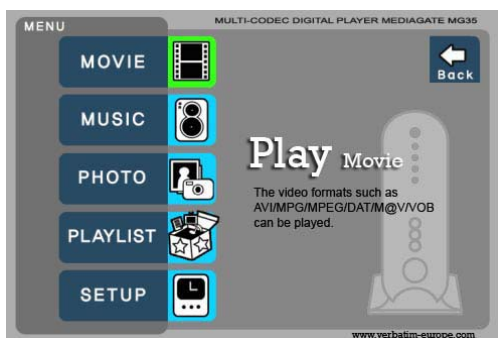 MENU
MULTI-CODEC DIGITAL PLAYER MEDIAGATE MG35
MOVIE
Back
MUSIC
PHOTO
Play Movie
The video formats such as
AVI/MPG/MPEG/DAT/M@V/VOB
can be played.
PLAYLIST
SETUP
www.verbatim-europe.com